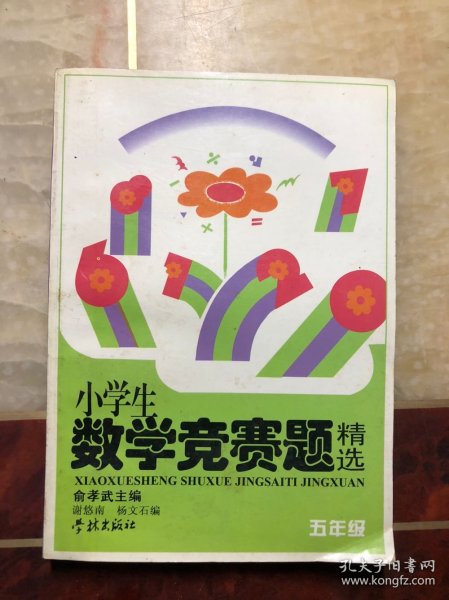 小学生
数学竞赛题精选
XIAOXUESHENG SHUXUE JINGSAITI JINGXUAN
俞孝武主编
谢悠南 杨文石编
学林出版社
五年级
孔夫子旧书网
www.kongfz.com